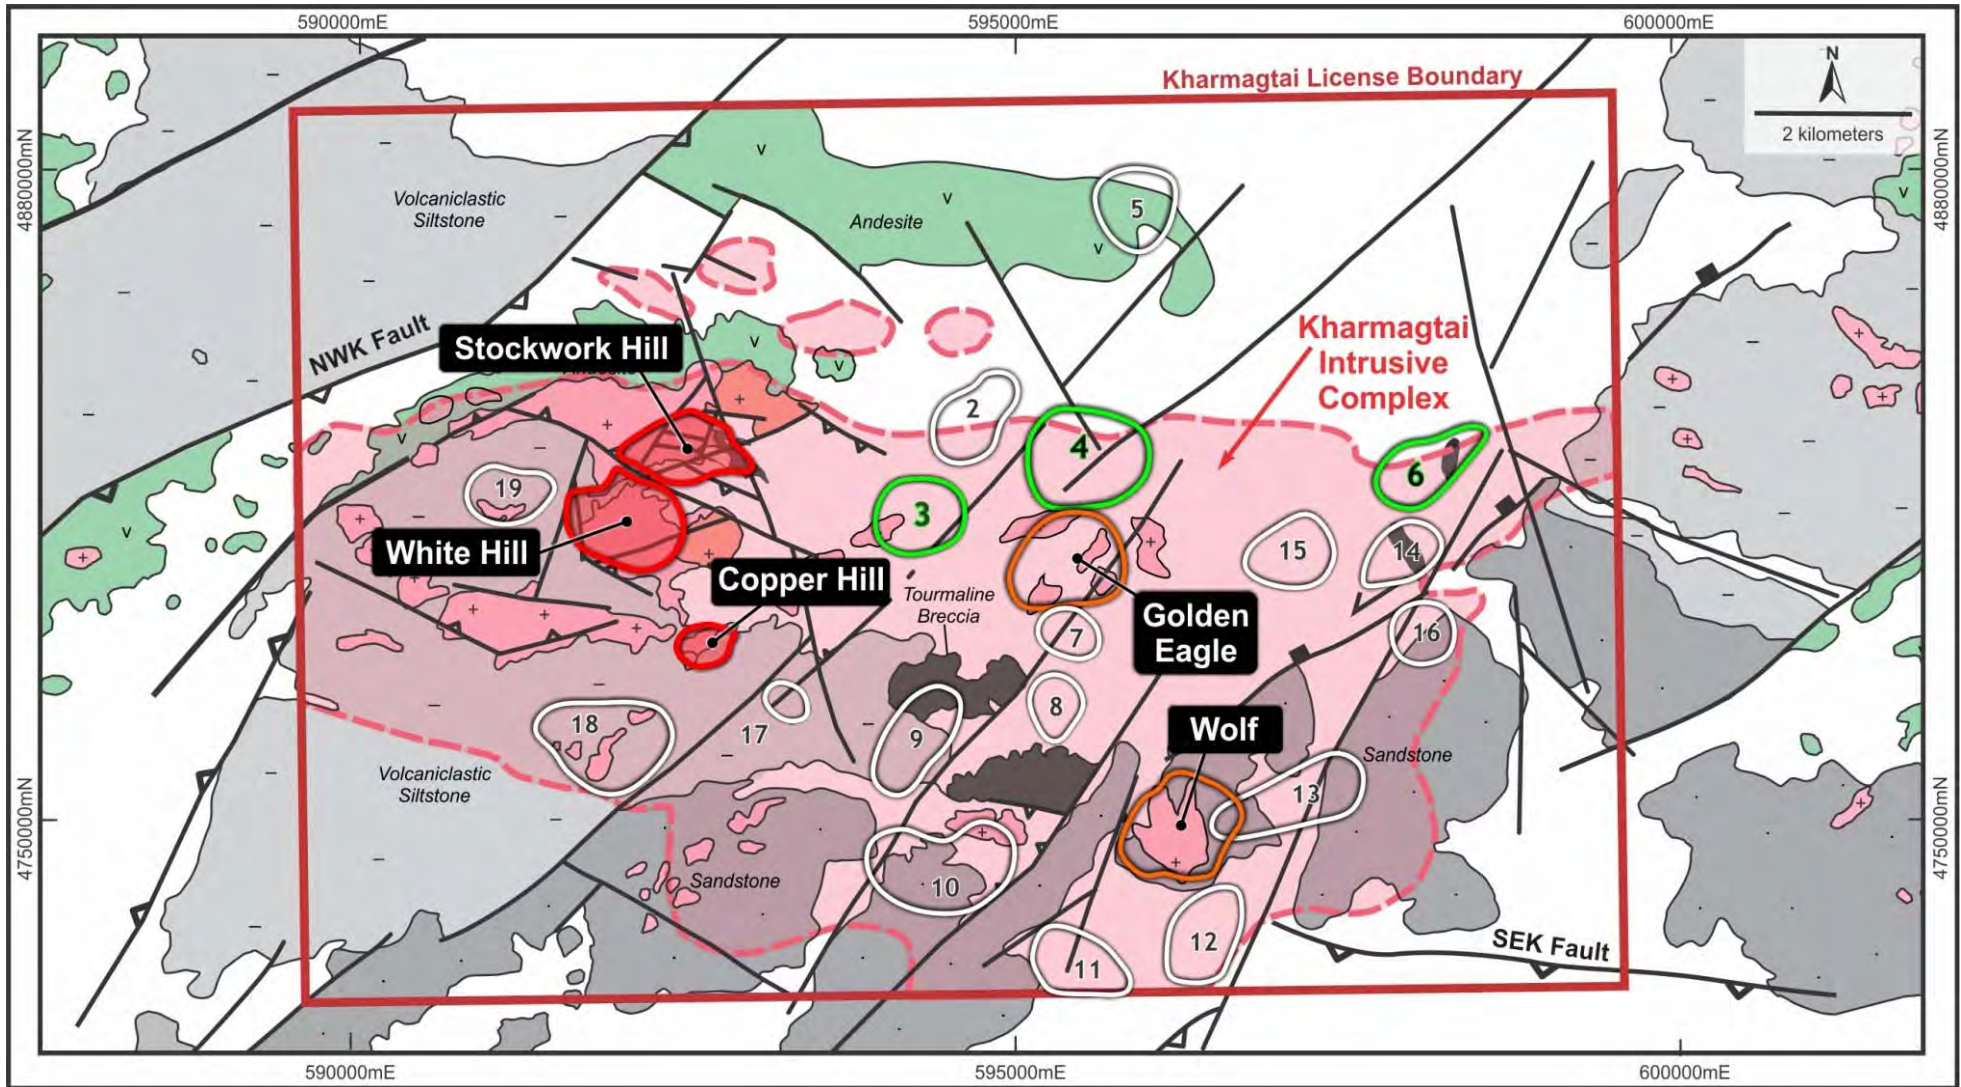 590000mE
595000mE
600000mE
Kharmagtai License Boundary
N
2 kilometers
4880000mN
4880000mN
Volcaniclastic
Siltstone
v
v
Andesite
v
5
v
NWK Fault
Stockwork Hill
v
v
Kharmagtai
Intrusive
Complex
2
4
6
3
19
White Hill
v
v
15
14
Copper Hill
Tourmaline
Breccia
Golden
Eagle
7
16
8
18
17
9
Wolf
Volcaniclastic
Siltstone
Sandstone
13
4750000mN
4750000mN
Sandstone
10
12
11
SEK Fault
590000mE
595000mE
600000mE